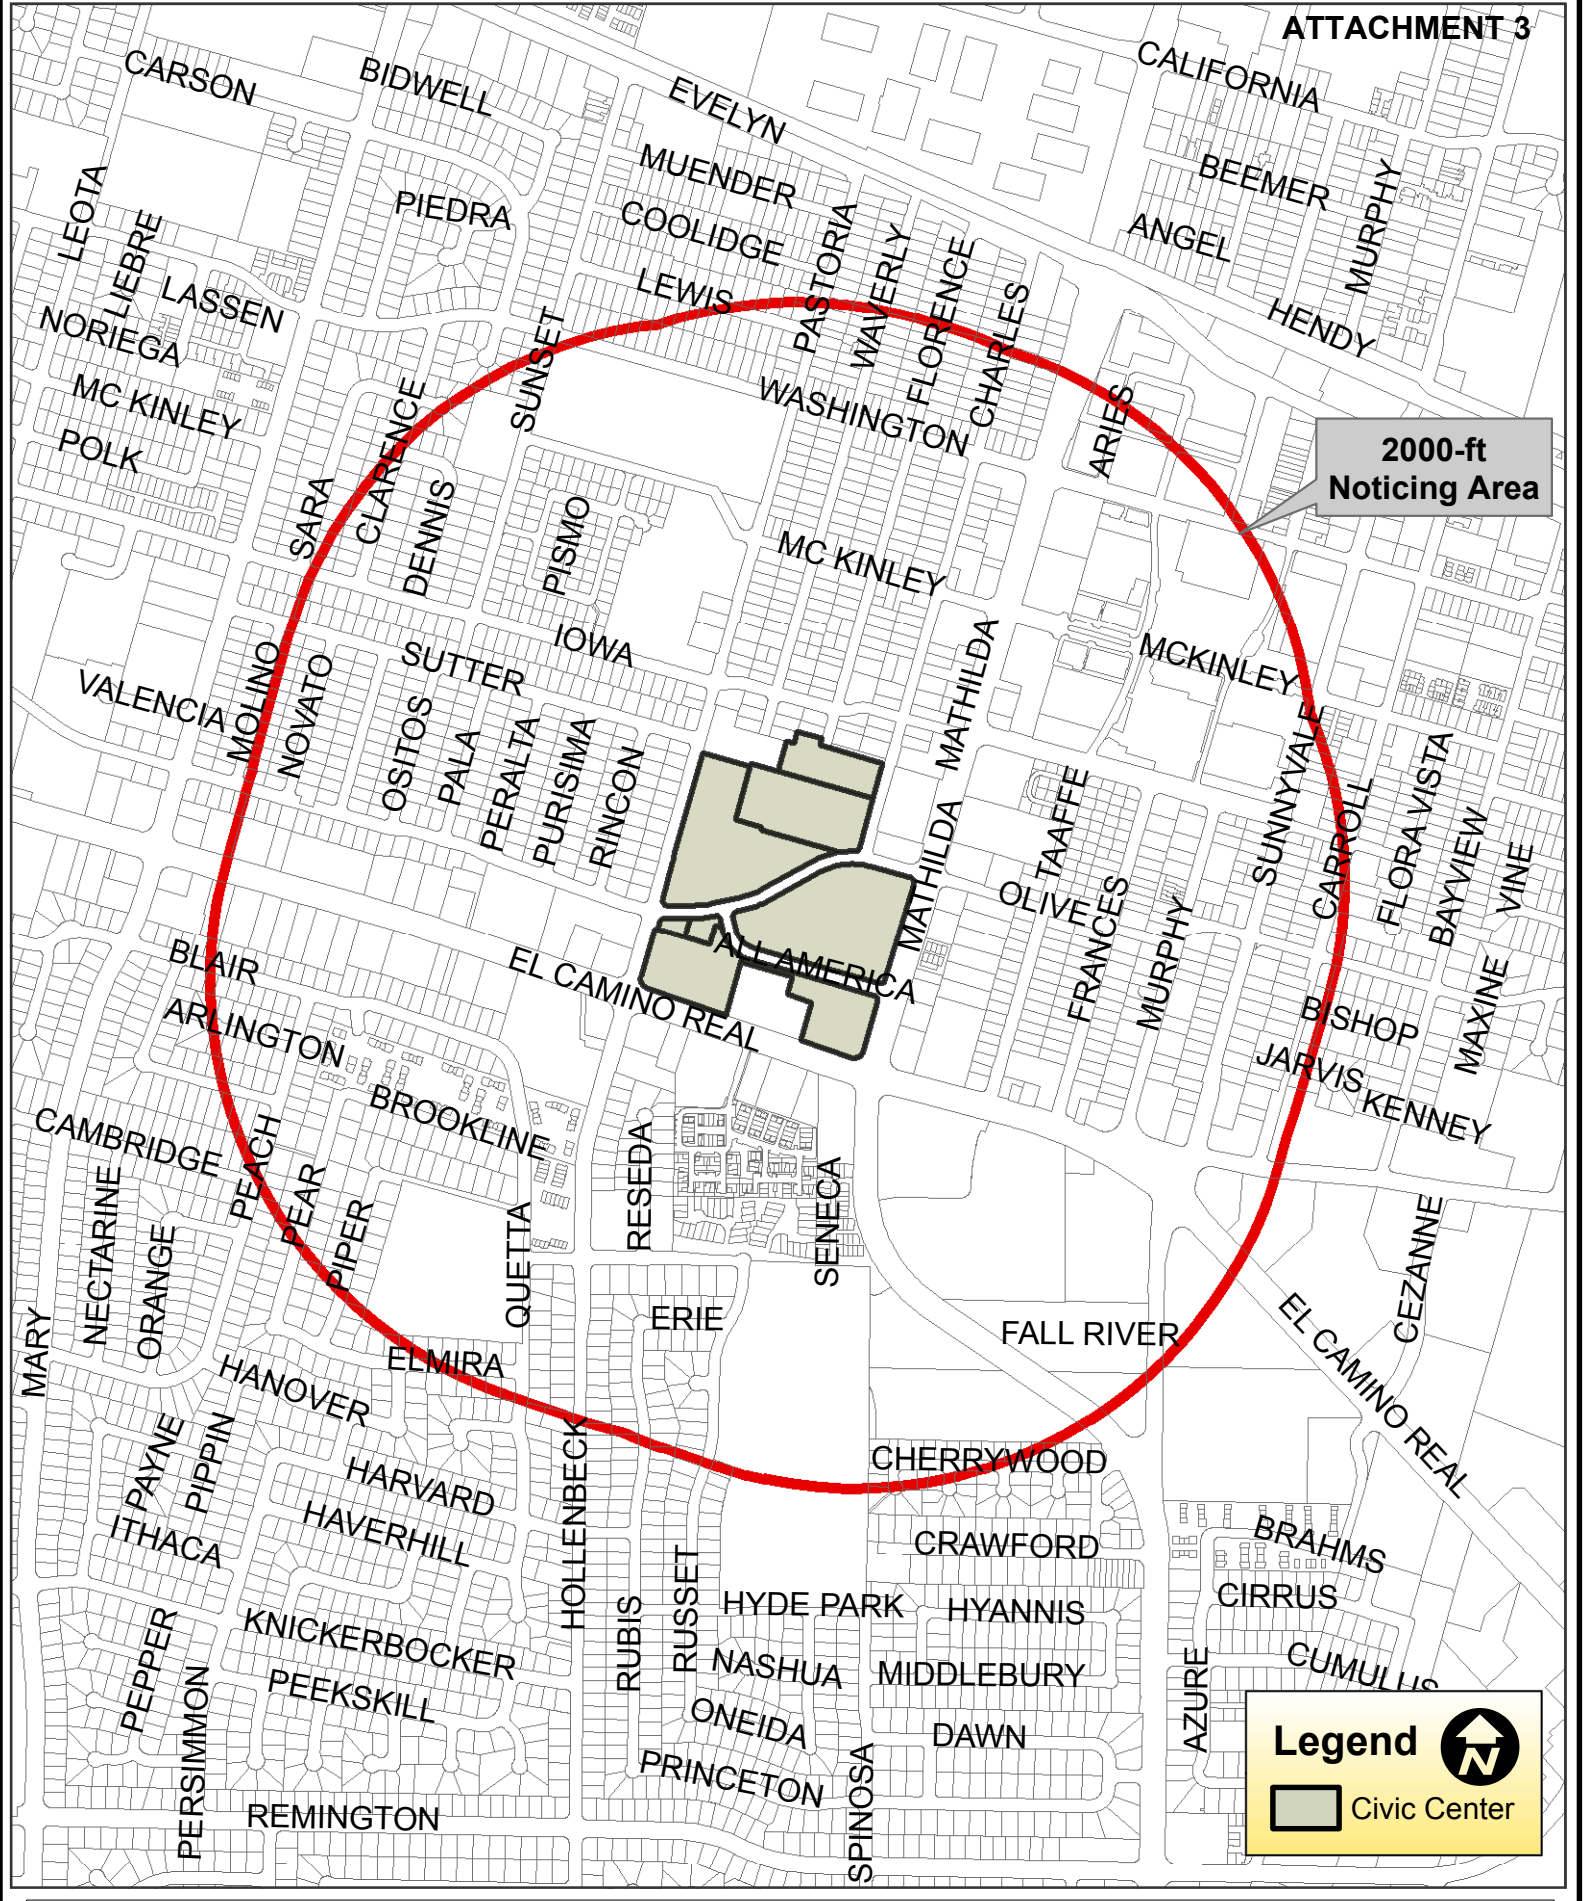 ATTACHMENT 3
CARSON
BIDWELL
EVELYN
CALIFORNIA
MUENDER
BEEMER
MURPHY
LEOTA
PIEDRA
COOLIDGE
PASTORIA
WAVERLY
FLORENCE
ANGEL
LIEBRE
LASSEN
LEWIS
CHARLES
HENDY
NORIEGA
SUNSET
MC KINLEY
CLARENCE
WASHINGTON
ARIES
POLK
2000-ft
Noticing Area
SARA
DENNIS
PISMO
MC KINLEY
IOWA
MATHILDA
MCKINLEY
SUTTER
MOLINO
NOVATO
VALENCIA
OSITOS
PALA
PERALTA
PURISIMA
RINCON
TAAFFE
SUNNYVALE
CARROLL
FLORA VISTA
BAYVIEW
VINE
MATHILDA
OLIVE
FRANCES
MURPHY
BLAIR
EL CAMINO REAL
ALL AMERICA
MAXINE
ARLINGTON
BISHOP
JARVIS
KENNEY
BROOKLINE
CAMBRIDGE
PEACH
PEAR
PIPER
NECTARINE
ORANGE
QUETTA
RESEDA
SENECA
CEZANNE
ERIE
FALL RIVER
EL CAMINO REAL
MARY
ELMIRA
HANOVER
PAYNE
PIPPIN
HOLLENBECK
CHERRYWOOD
HARVARD
HAVERHILL
ITHACA
CRAWFORD
BRAHMS
RUSSET
RUBIS
HYDE PARK
HYANNIS
CIRRUS
KNICKERBOCKER
PEPPER
PERSIMMON
PEEKSKILL
NASHUA
MIDDLEBURY
AZURE
CUMULUS
ONEIDA
DAWN
PRINCETON
SPINOSA
REMINGTON
Legend
N
Civic Center